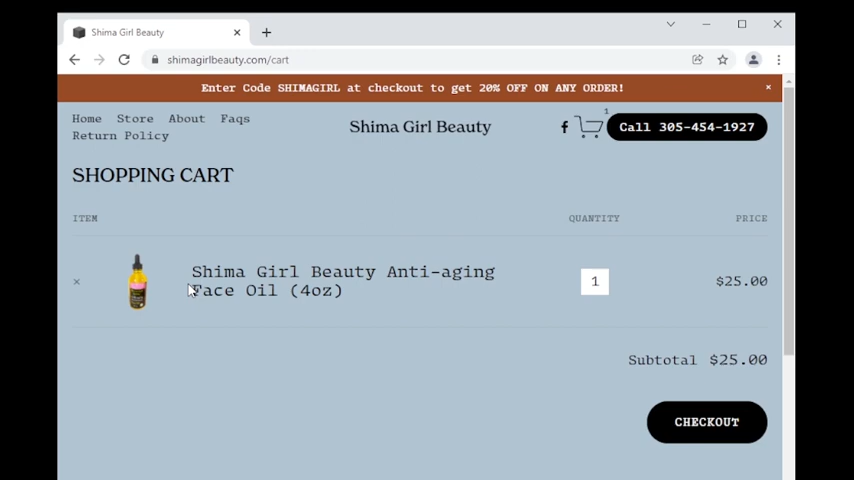 Shima Girl Beauty
shimagirlbeauty.com/cart
Enter Code SHIMAGIRL at checkout to get 20% OFF ON ANY ORDER!
Home Store About Faqs
Return Policy
Shima Girl Beauty
1
Call 305-454-1927
SHOPPING CART
ITEM QUANTITY PRICE
Shima Girl Beauty Anti-aging
Face Oil (4oz)
1
$25.00
Subtotal $25.00
CHECKOUT